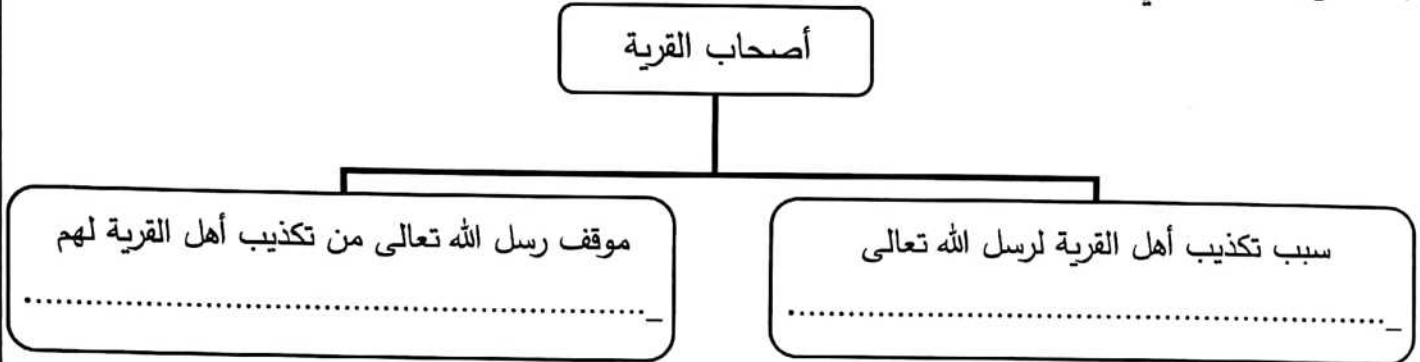 أصحاب القرية
سبب تكذيب أهل القرية لرسل الله تعالى
_............................................................
موقف رسل الله تعالى من تكذيب أهل القرية لهم
_............................................................